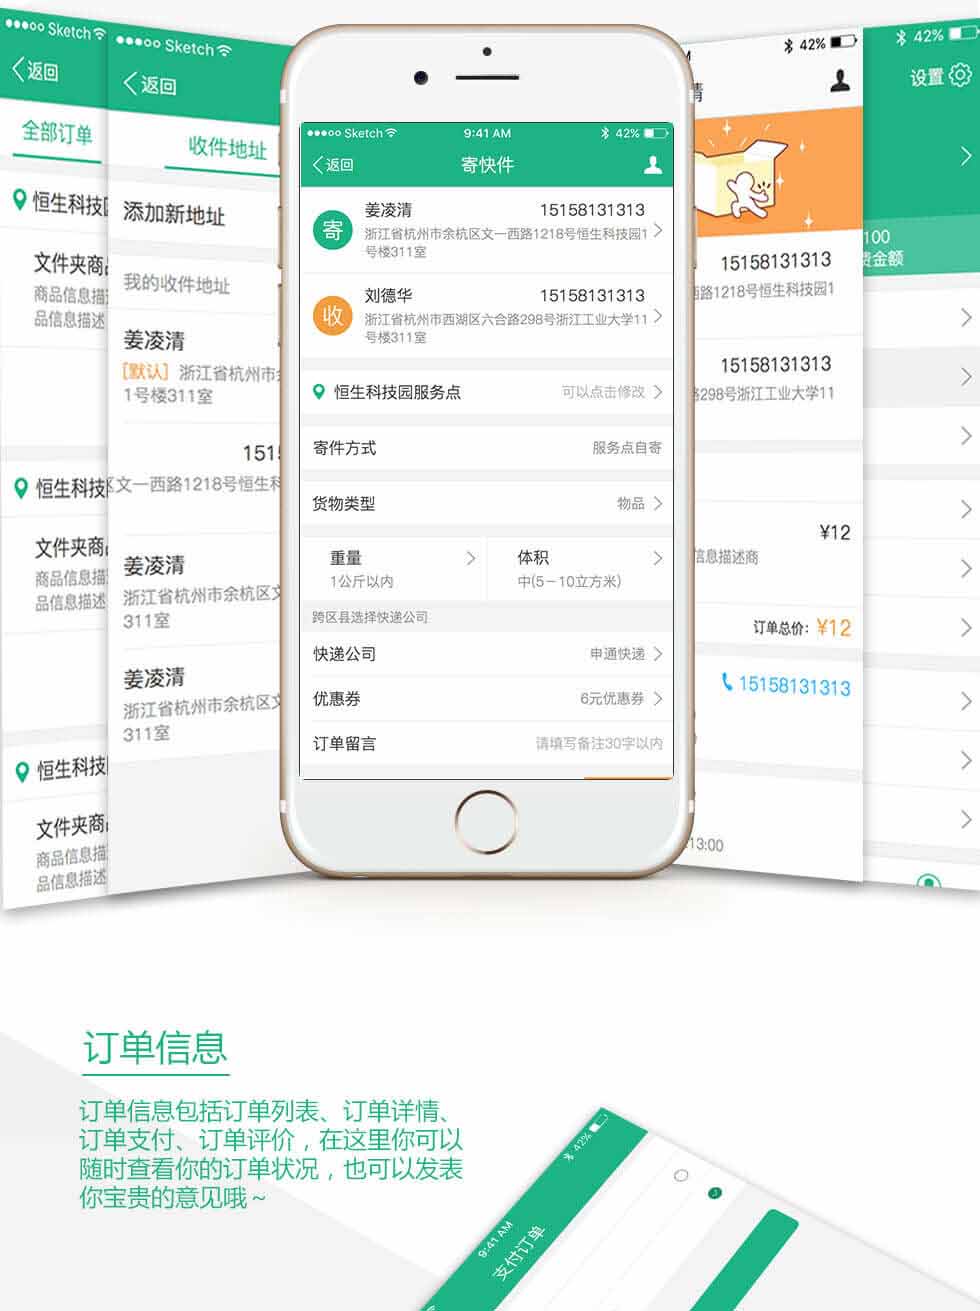 Sketch
返回
全部订单
恒生科技园
文件夹商品
商品信息描
品信息描述
恒生科技
文件夹商品
商品信息描
品信息描述
恒生科技
文件夹商品
商品信息描
品信息描述
Sketch
返回
收件地址
添加新地址
我的收件地址
姜凌清
[默认] 浙江省杭州市余
1号楼311室
1515
区文一西路1218号恒生科
姜凌清
浙江省杭州市余杭区文
311室
姜凌清
浙江省杭州市余杭区文
311室
Sketch 9:41 AM 42%
返回 寄快件
寄 姜凌清 15158131313
浙江省杭州市余杭区文一西路1218号恒生科技园1
号楼311室
收 刘德华 15158131313
浙江省杭州市西湖区六合路298号浙江工业大学11
号楼311室
恒生科技园服务点 可以点击修改
寄件方式 服务点自寄
货物类型 物品
重量 体积
1公斤以内 中(5－10立方米)
跨区县选择快递公司
快递公司 申通快递
优惠券 6元优惠券
订单留言 请填写备注30字以内
42%
情
15158131313
西路1218号恒生科技园1
15158131313
298号浙江工业大学11
¥12
信息描述商
订单总价: ¥12
15158131313
13:00
42%
设置
100
费金额
订单信息
订单信息包括订单列表、订单详情、
订单支付、订单评价，在这里你可以
随时查看你的订单状况，也可以发表
你宝贵的意见哦～
42%
9:41 AM
支付订单